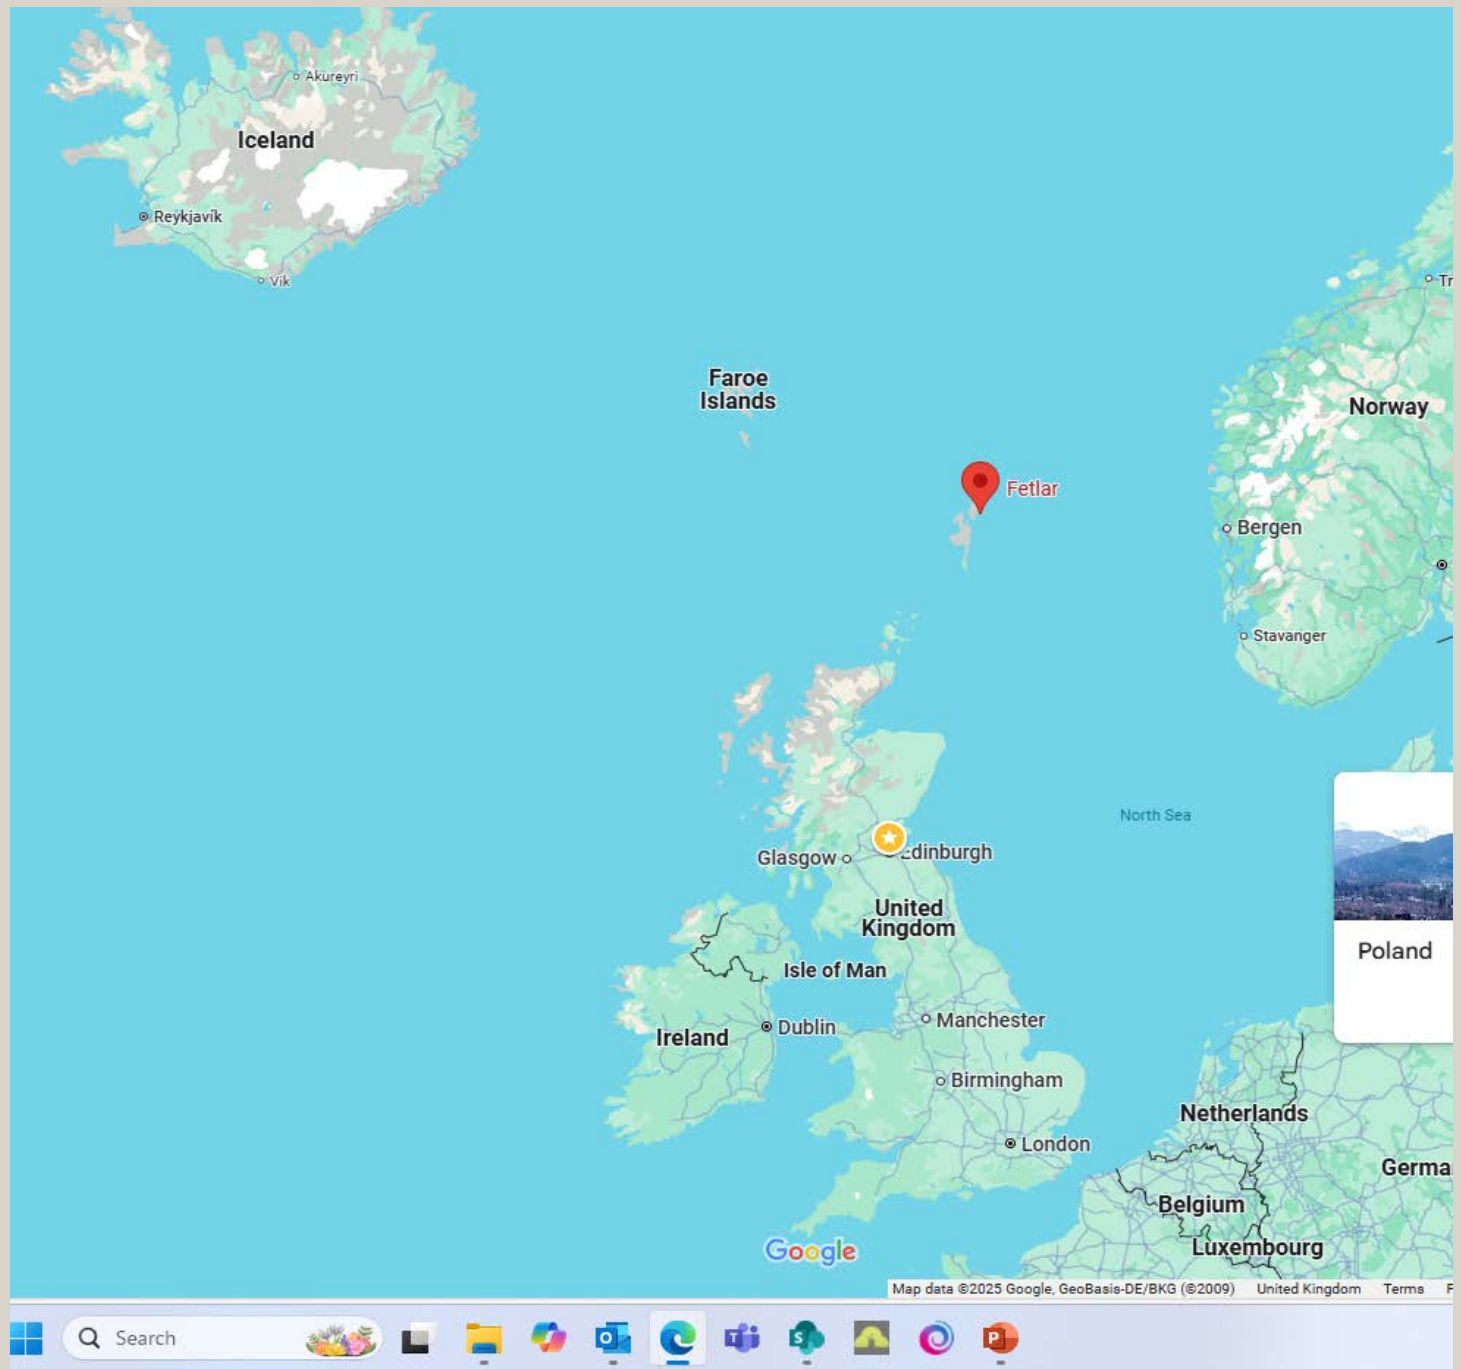 Akureyri
Iceland
Reykjavík
Vik
Tr
Faroe
Islands
Norway
Fetlar
Bergen
Stavanger
North Sea
Glasgow
Edinburgh
United
Kingdom
Poland
Isle of Man
Manchester
Dublin
Ireland
Birmingham
Netherlands
London
Germa
Belgium
Luxembourg
Google
Map data ©2025 Google, GeoBasis-DE/BKG (©2009) United Kingdom Terms
Search